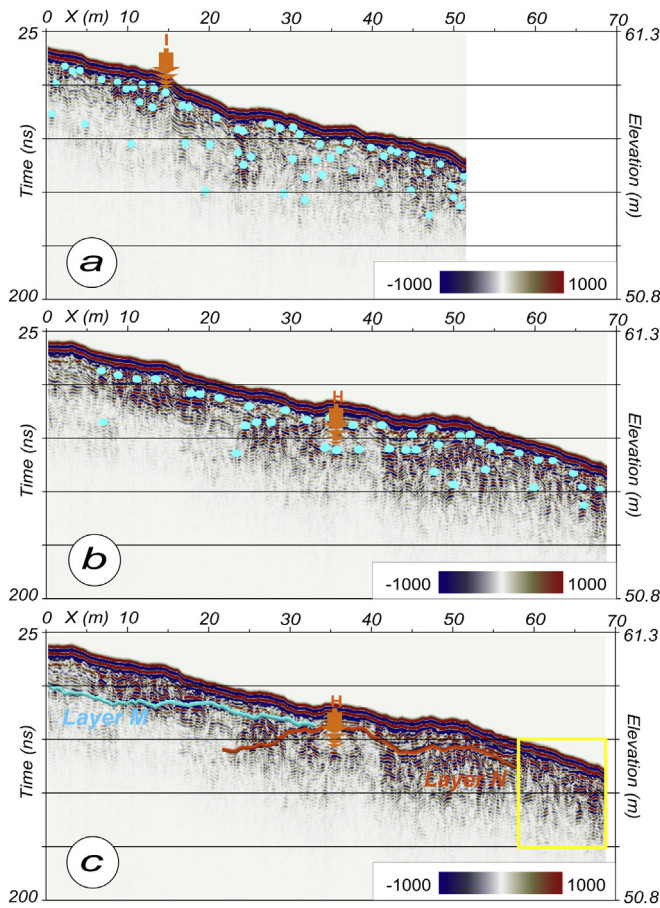 0 X (m) 10 20 30 40 50 60 70
25 61.3
I
Time (ns)
Elevation (m)
a
-1000 1000
200 50.8
0 X (m) 10 20 30 40 50 60 70
25 61.3
H
Time (ns)
Elevation (m)
b
-1000 1000
200 50.8
0 X (m) 10 20 30 40 50 60 70
25 61.3
H
Layer M
Time (ns)
Elevation (m)
Layer N
c
-1000 1000
200 50.8